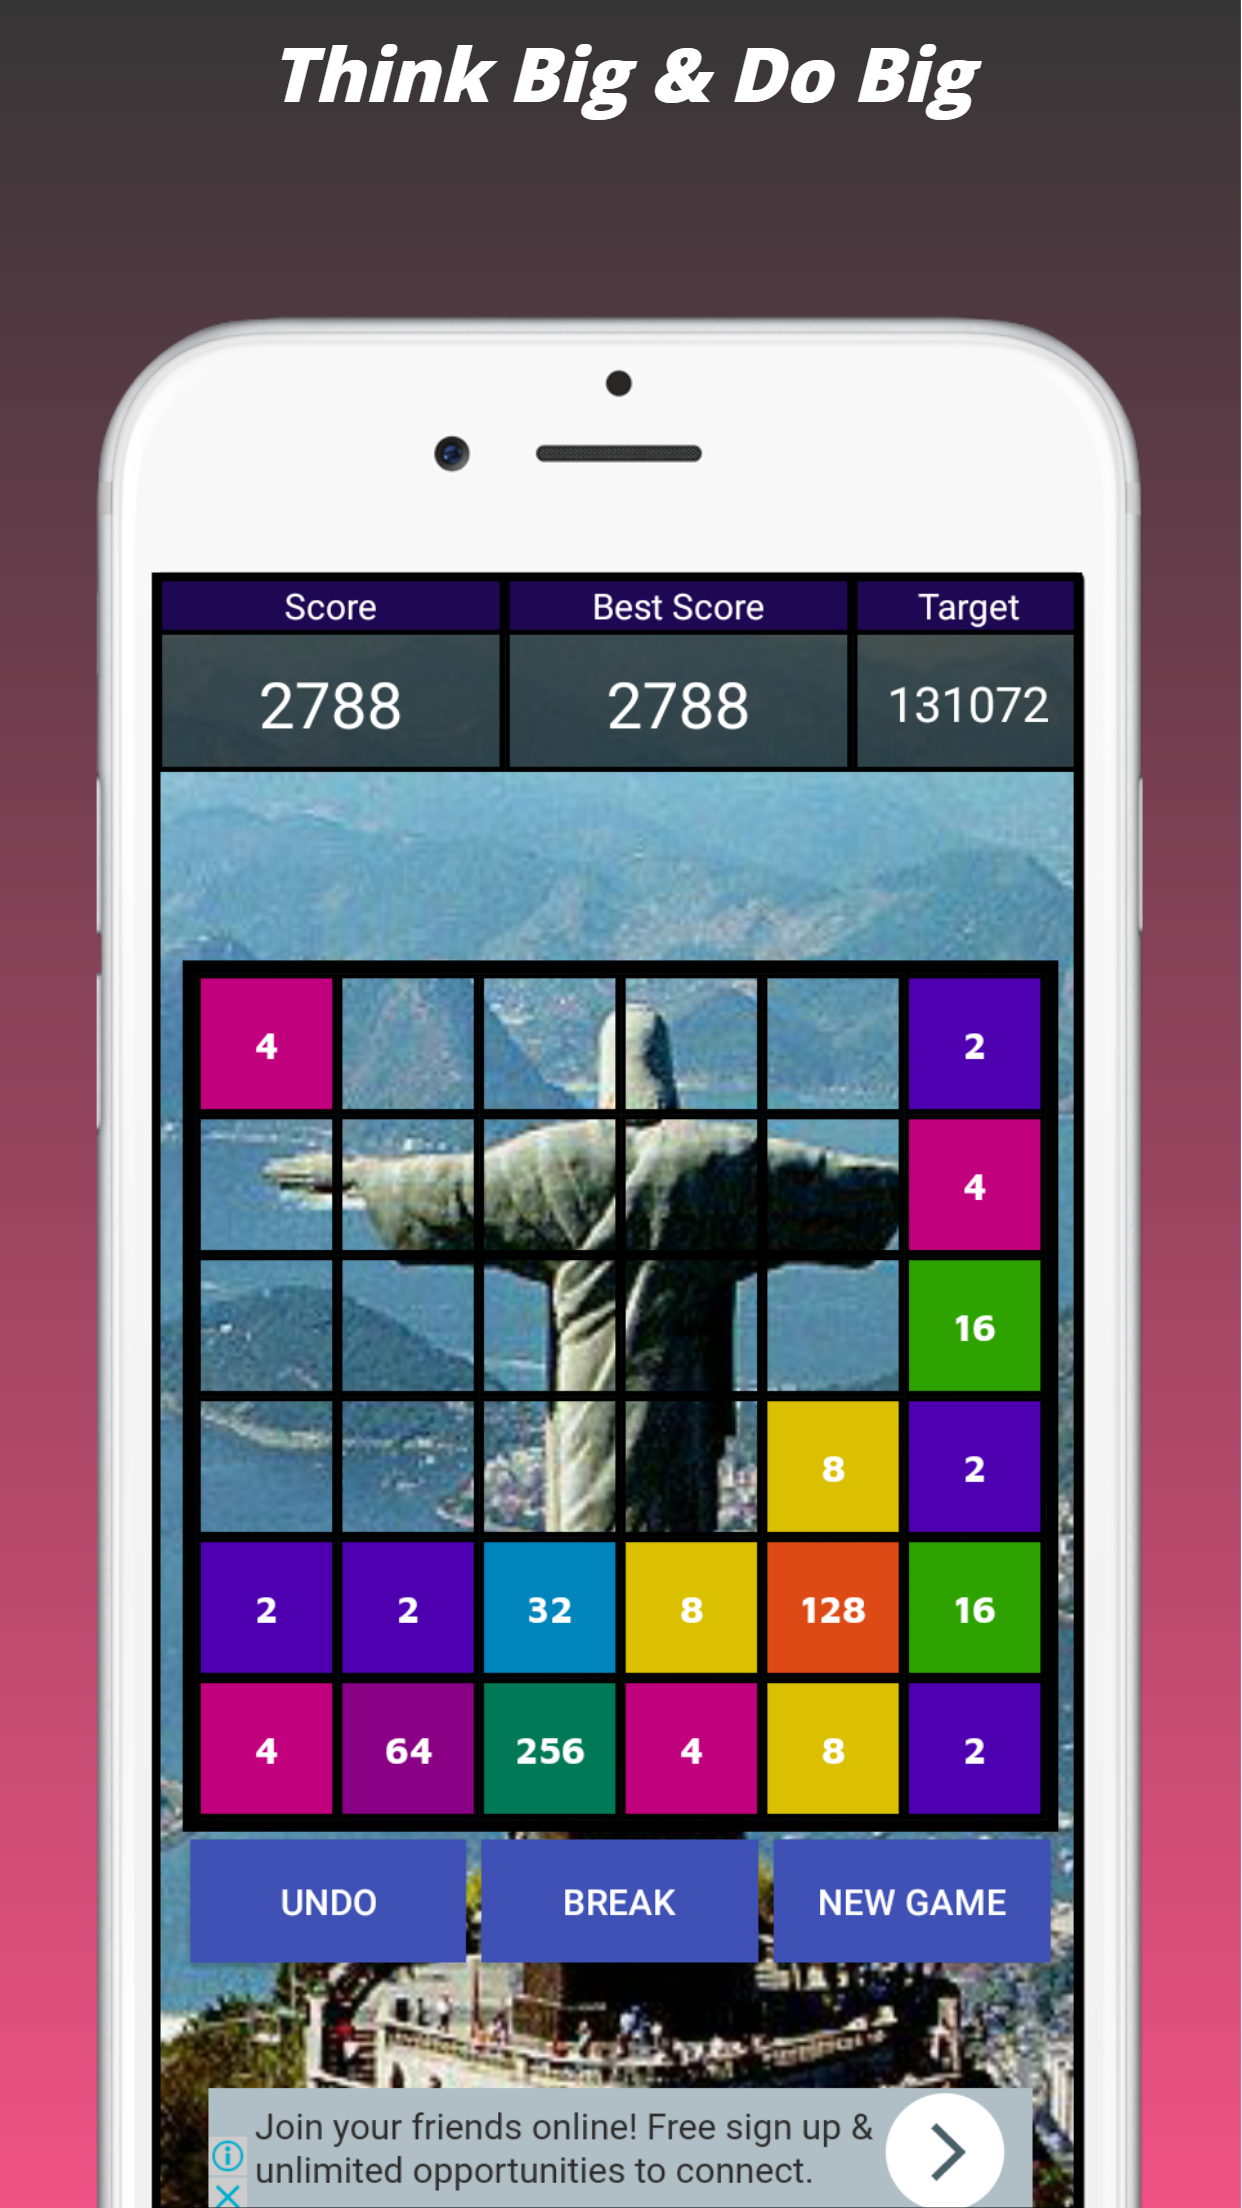 Think Big & Do Big
Score Best Score Target
2788 2788 131072
4 2
4
16
8 2
2 2 32 8 128 16
4 64 256 4 8 2
UNDO BREAK NEW GAME
Join your friends online! Free sign up &
unlimited opportunities to connect.